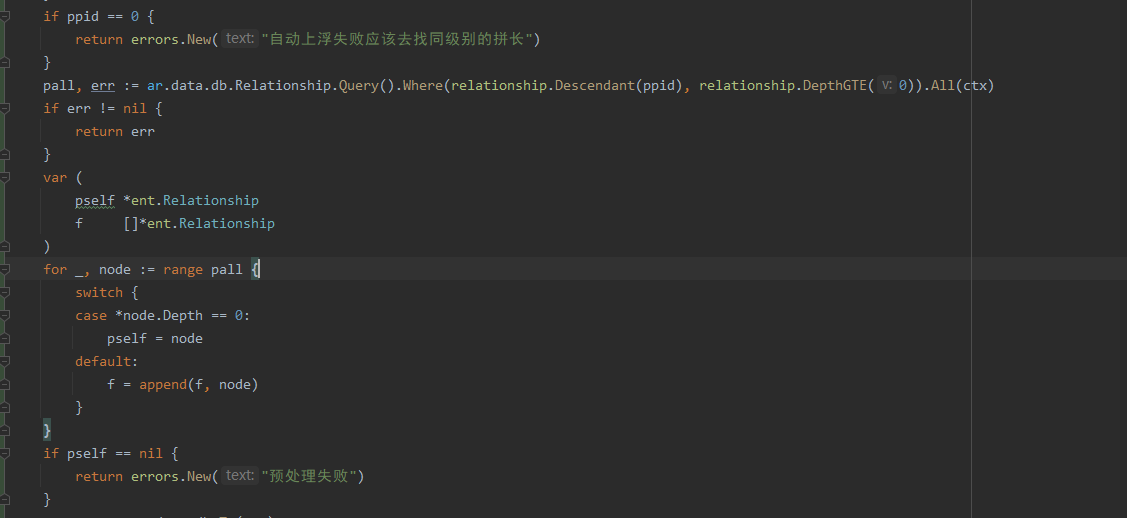 if ppid == 0 {
return errors.New( text: "自动上浮失败应该去找同级别的拼长")
}
pall, err := ar.data.db.Relationship.Query().Where(relationship.Descendant(ppid), relationship.DepthGTE( v: 0)).All(ctx)
if err != nil {
return err
}
var (
pself *ent.Relationship
f []*ent.Relationship
)
for _, node := range pall {
switch {
case *node.Depth == 0:
pself = node
default:
f = append(f, node)
}
}
if pself == nil {
return errors.New( text: "预处理失败")
}